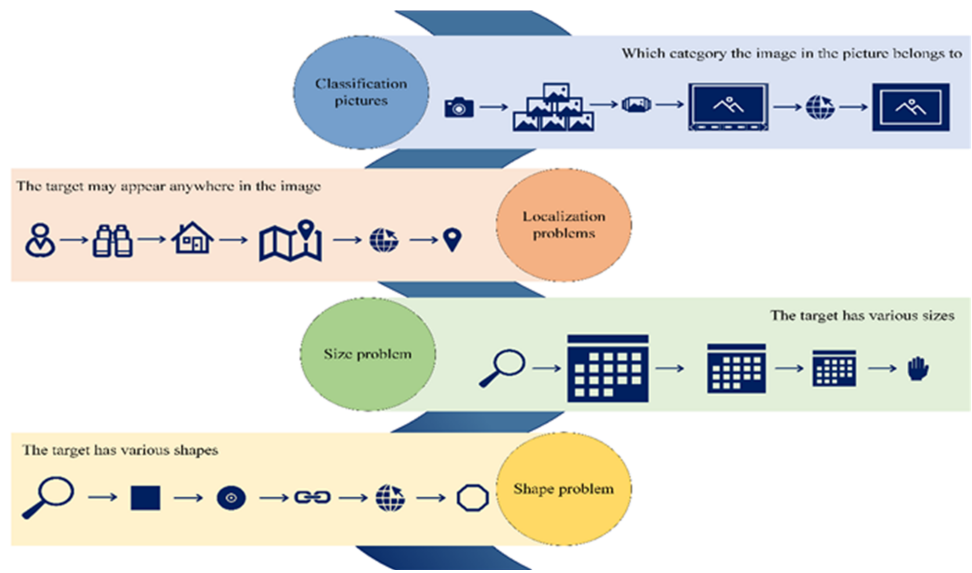 Which category the image in the picture belongs to
Classification
pictures
The target may appear anywhere in the image
Localization
problems
The target has various sizes
Size problem
The target has various shapes
Shape problem